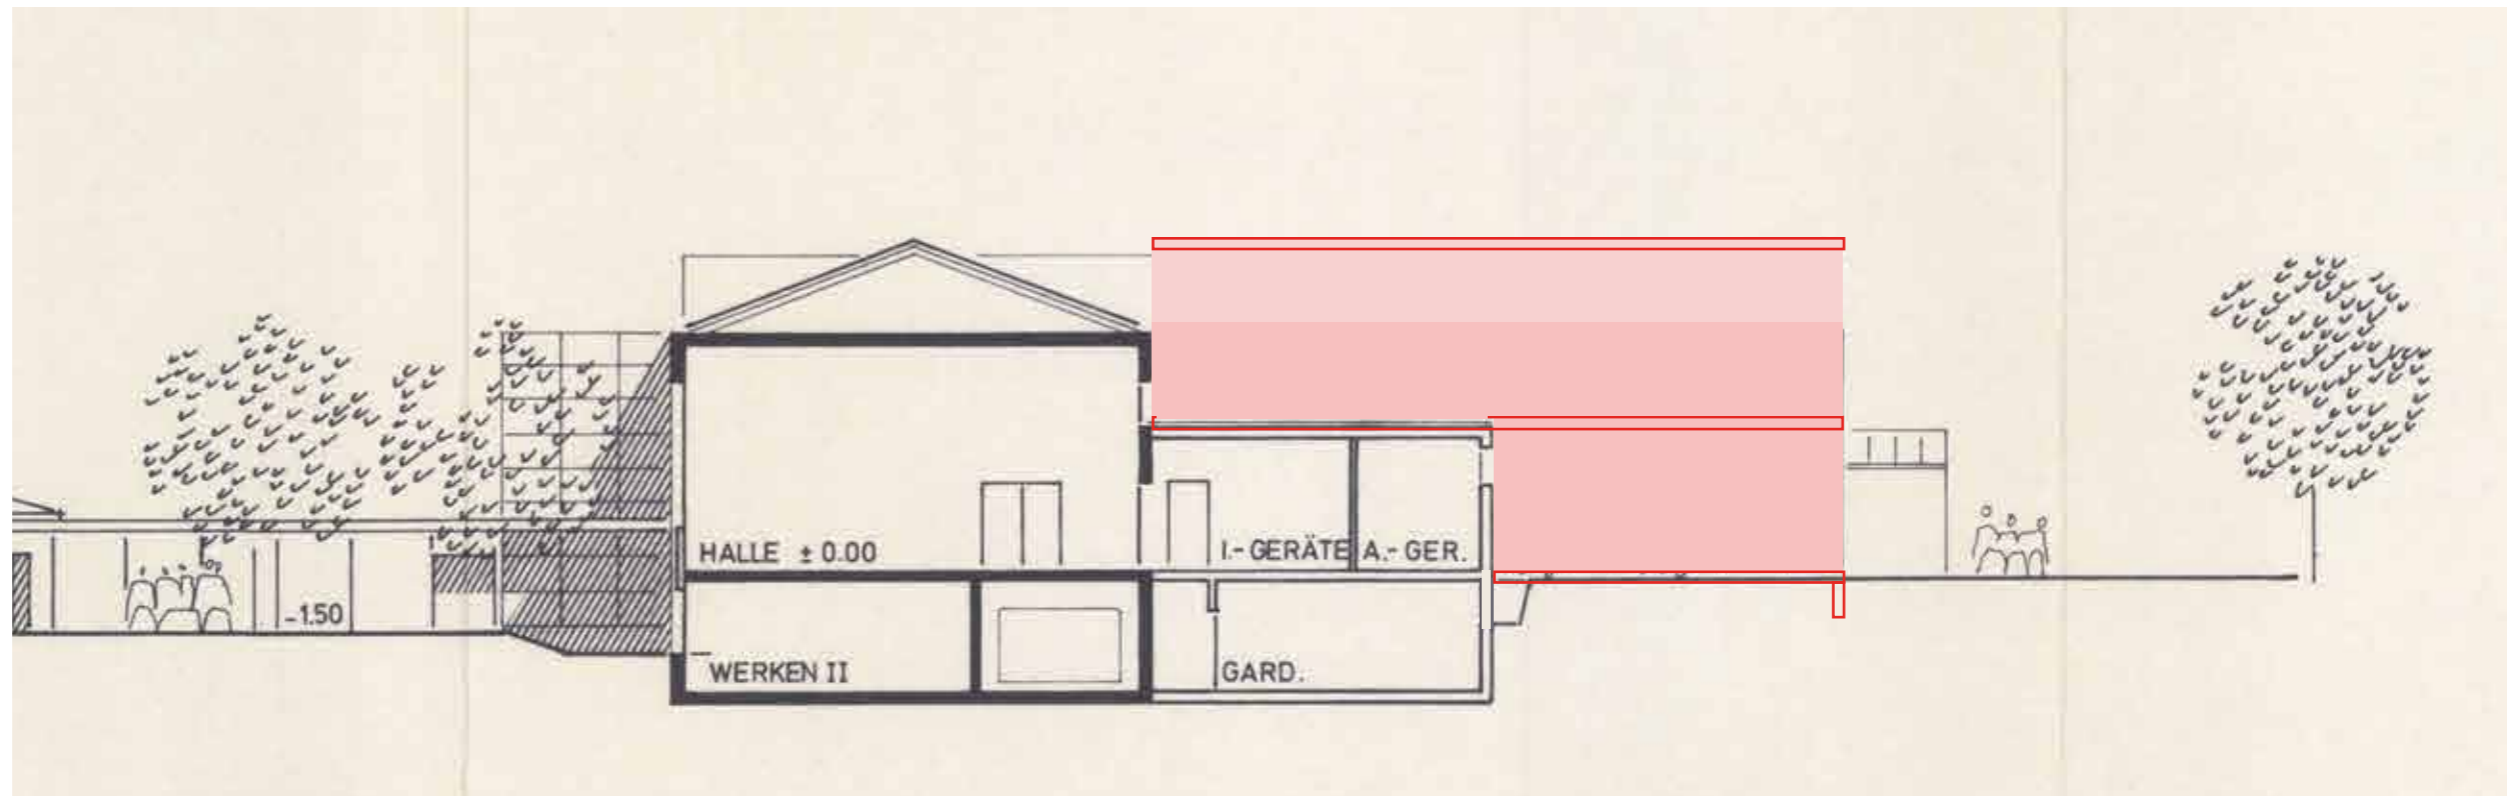 HALLE ± 0.00
I.-GERÄTE
A.-GER.
-1.50
WERKEN II
GARD.